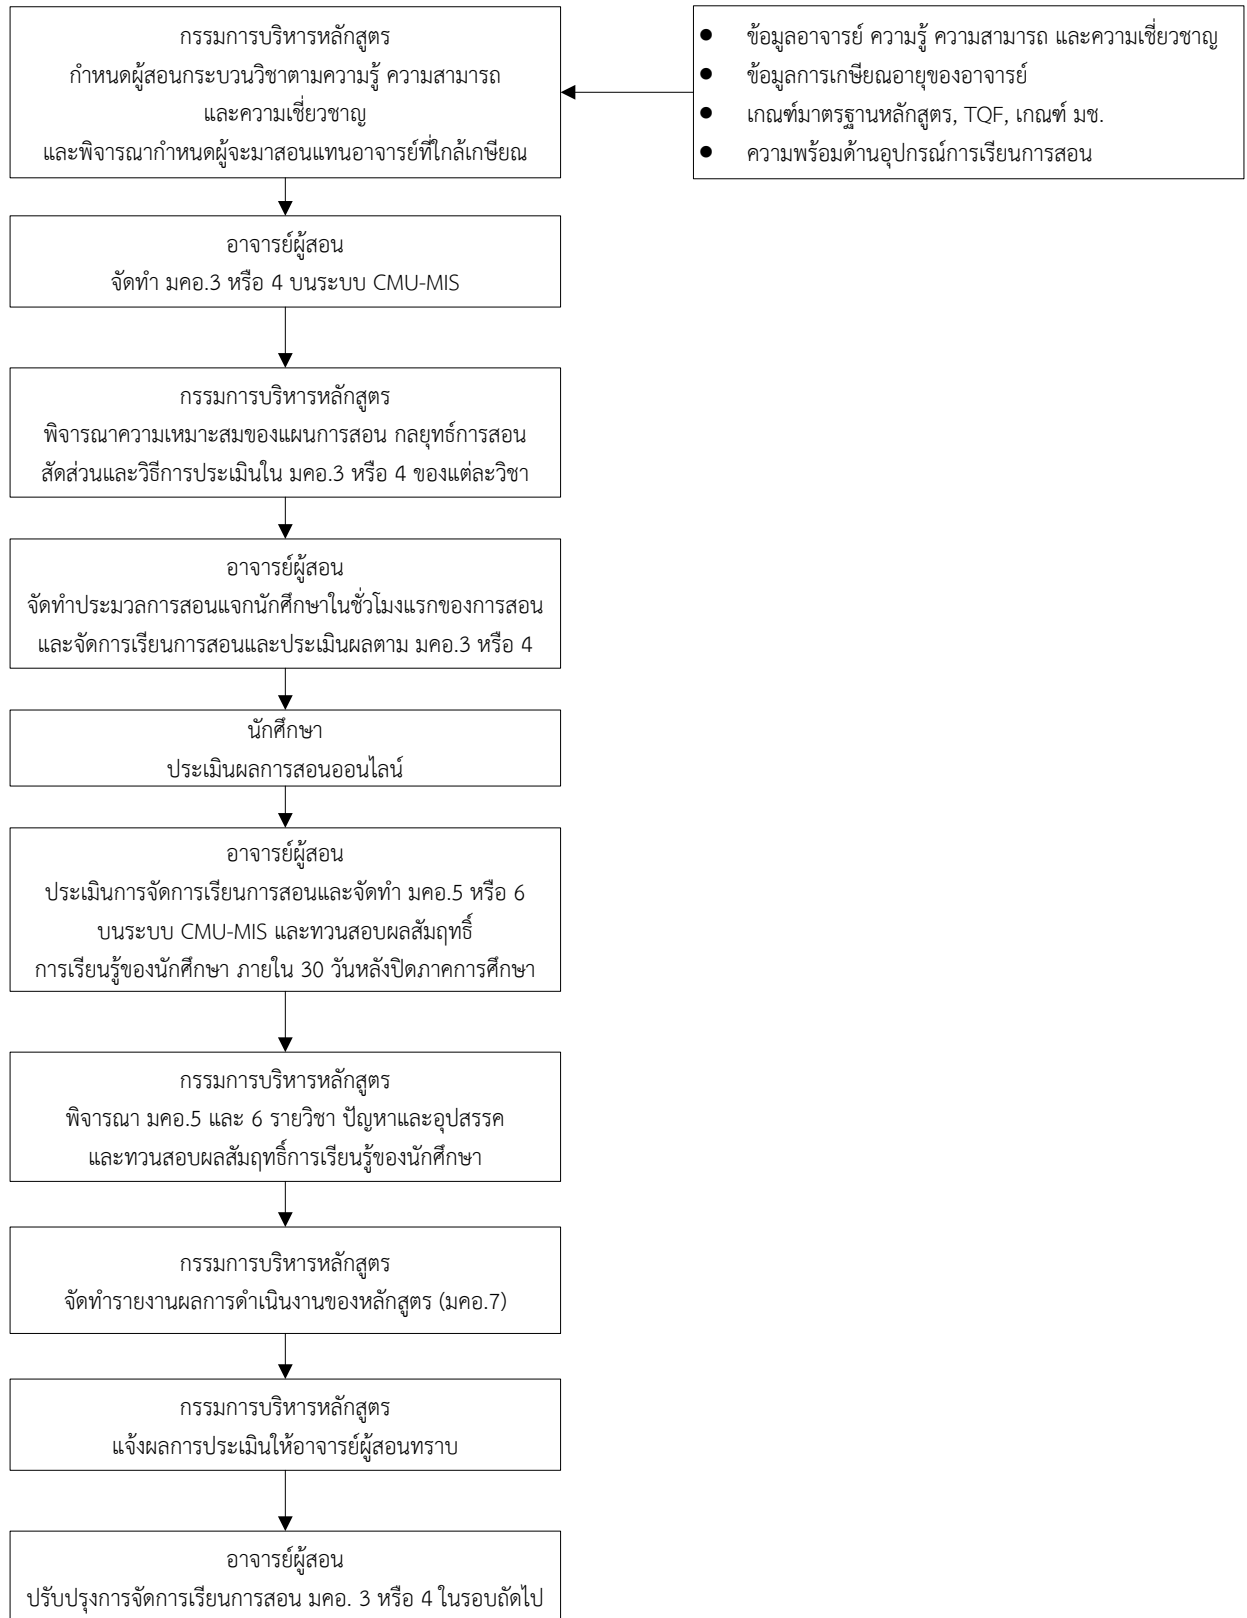 กรรมการบริหารหลักสูตร
กำหนดผู้สอนกระบวนวิชาตามความรู้ ความสามารถ
และความเชี่ยวชาญ
และพิจารณากำหนดผู้จะมาสอนแทนอาจารย์ที่ใกล้เกษียณ
● ข้อมูลอาจารย์ ความรู้ ความสามารถ และความเชี่ยวชาญ
● ข้อมูลการเกษียณอายุของอาจารย์
● เกณฑ์มาตรฐานหลักสูตร, TQF, เกณฑ์ มช.
● ความพร้อมด้านอุปกรณ์การเรียนการสอน
อาจารย์ผู้สอน
จัดทำ มคอ.3 หรือ 4 บนระบบ CMU-MIS
กรรมการบริหารหลักสูตร
พิจารณาความเหมาะสมของแผนการสอน กลยุทธ์การสอน
สัดส่วนและวิธีการประเมินใน มคอ.3 หรือ 4 ของแต่ละวิชา
อาจารย์ผู้สอน
จัดทำประมวลการสอนแจกนักศึกษาในชั่วโมงแรกของการสอน
และจัดการเรียนการสอนและประเมินผลตาม มคอ.3 หรือ 4
นักศึกษา
ประเมินผลการสอนออนไลน์
อาจารย์ผู้สอน
ประเมินการจัดการเรียนการสอนและจัดทำ มคอ.5 หรือ 6
บนระบบ CMU-MIS และทวนสอบผลสัมฤทธิ์
การเรียนรู้ของนักศึกษา ภายใน 30 วันหลังปิดภาคการศึกษา
กรรมการบริหารหลักสูตร
พิจารณา มคอ.5 และ 6 รายวิชา ปัญหาและอุปสรรค
และทวนสอบผลสัมฤทธิ์การเรียนรู้ของนักศึกษา
กรรมการบริหารหลักสูตร
จัดทำรายงานผลการดำเนินงานของหลักสูตร (มคอ.7)
กรรมการบริหารหลักสูตร
แจ้งผลการประเมินให้อาจารย์ผู้สอนทราบ
อาจารย์ผู้สอน
ปรับปรุงการจัดการเรียนการสอน มคอ. 3 หรือ 4 ในรอบถัดไป